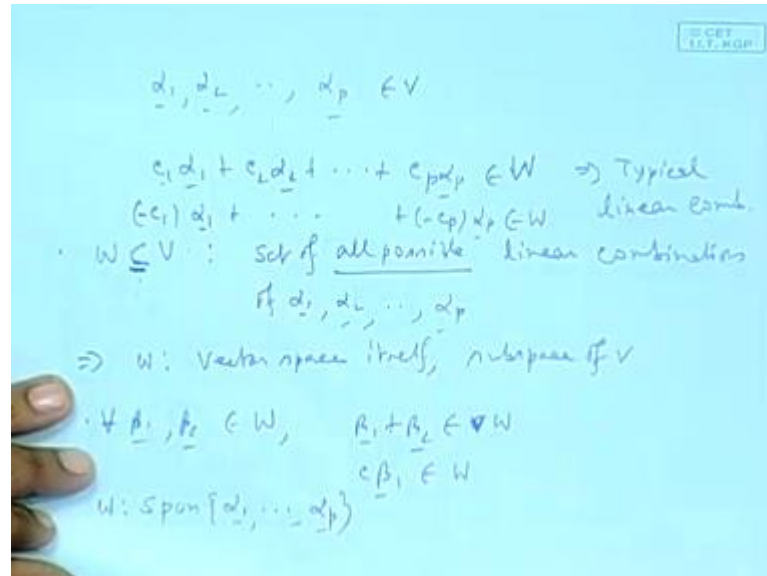 © CET
I.I.T. KGP
α₁, α₂, ··, αₚ ∈ V
c₁α₁ + c₂α₂ + ··· + cₚαₚ ∈ W ⇒ Typical
(-c₁) α₁ + · · · +(-cₚ) αₚ ∈ W linear comb.
· W ⊆ V : Set of all possible linear combinations
of α₁, α₂, ··, αₚ
⇒ W: Vector space itself, subspace of V
· ∀ β₁, β₂ ∈ W, β₁ + β₂ ∈ W
cβ₁ ∈ W
W: Span{α₁, ··· αₚ}